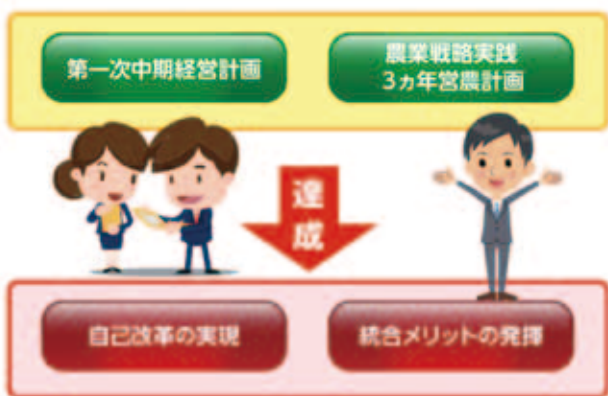 第一次中期経営計画
農業戦略実践
3ヵ年営農計画
達成
自己改革の実現
統合メリットの発揮